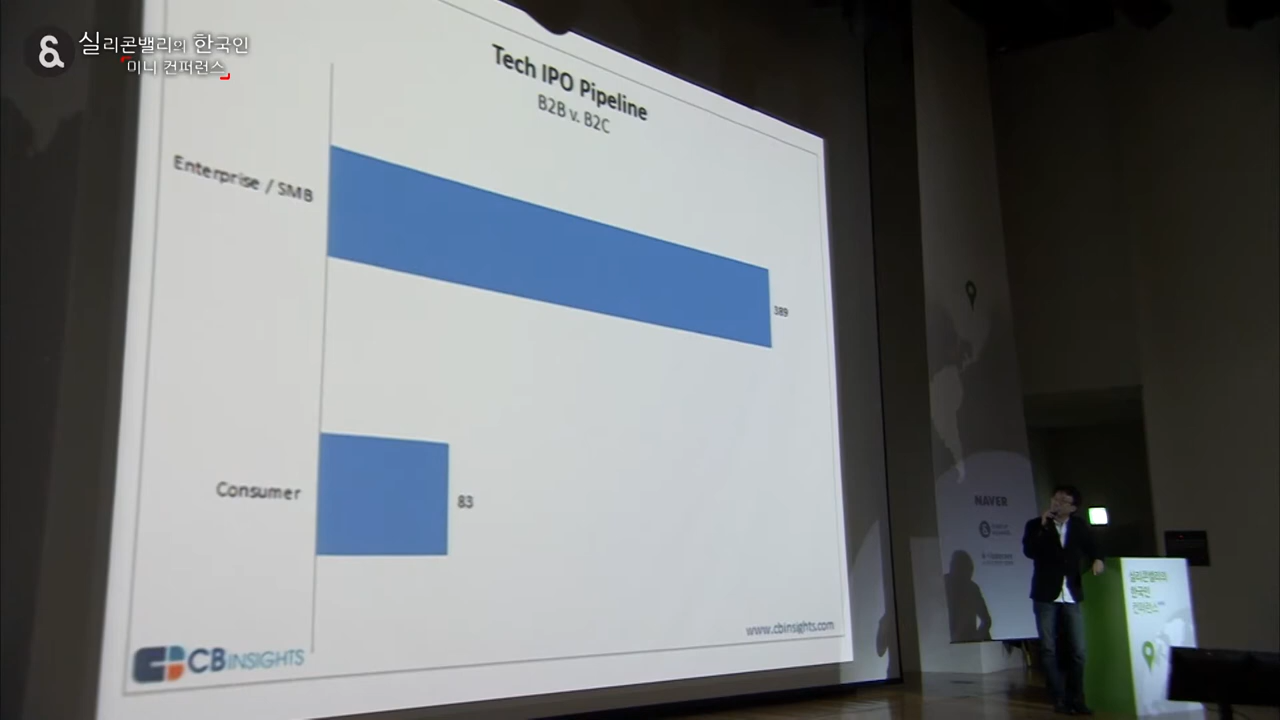 실리콘밸리의 한국인
미니 컨퍼런스
Tech IPO Pipeline
B2B v. B2C
Enterprise / SMB
389
Consumer
83
www.cbinsights.com
CB INSIGHTS
NAVER
실리콘밸리의
한국인
컨퍼런스